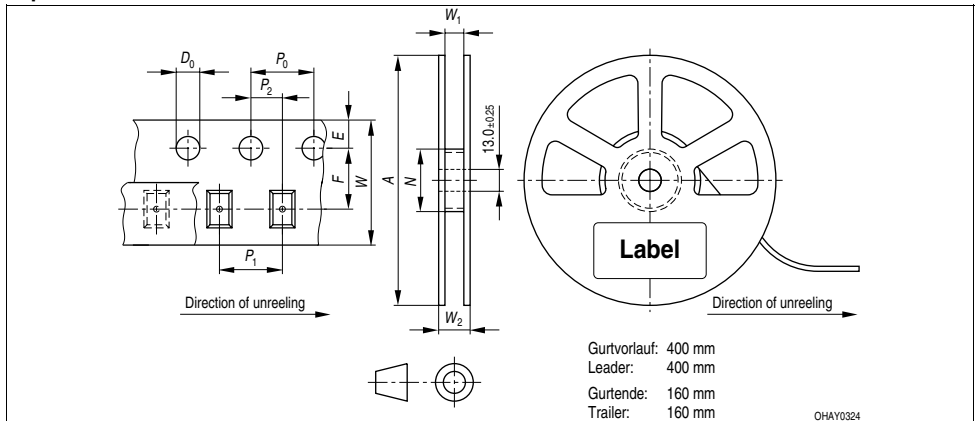 W₁
D₀
P₀
P₂
E
F
W
N
A
13.0±0.25
Label
P₁
Direction of unreeling
W₂
Direction of unreeling
Gurtvorlauf: 400 mm
Leader: 400 mm
Gurtende: 160 mm
Trailer: 160 mm
OHAY0324